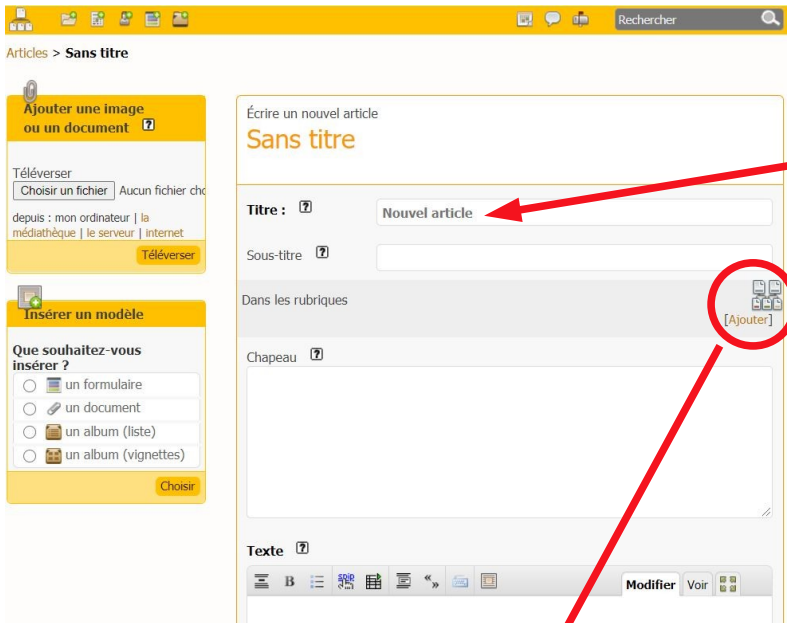 Rechercher
Articles > Sans titre
Ajouter une image
ou un document ?
Téléverser
Choisir un fichier Aucun fichier cho
depuis : mon ordinateur | la
médiathèque | le serveur | internet
Téléverser
Insérer un modèle
Que souhaitez-vous
insérer ?
un formulaire
un document
un album (liste)
un album (vignettes)
Choisir
Écrire un nouvel article
Sans titre
Titre : ? Nouvel article
Sous-titre ?
Dans les rubriques
[Ajouter]
Chapeau ?
Texte ?
B «» Modifier Voir